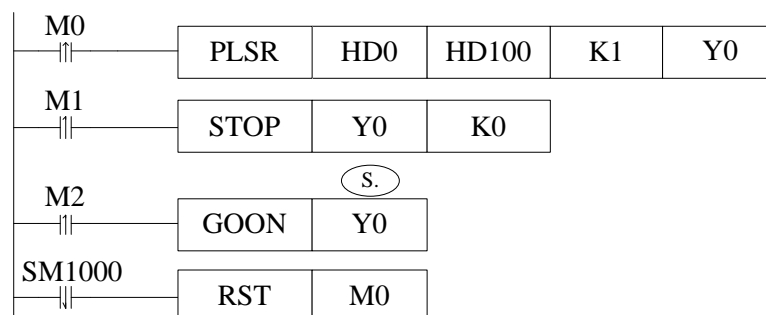 M0
PLSR HD0 HD100 K1 Y0
M1
STOP Y0 K0
S.
M2
GOON Y0
SM1000
RST M0